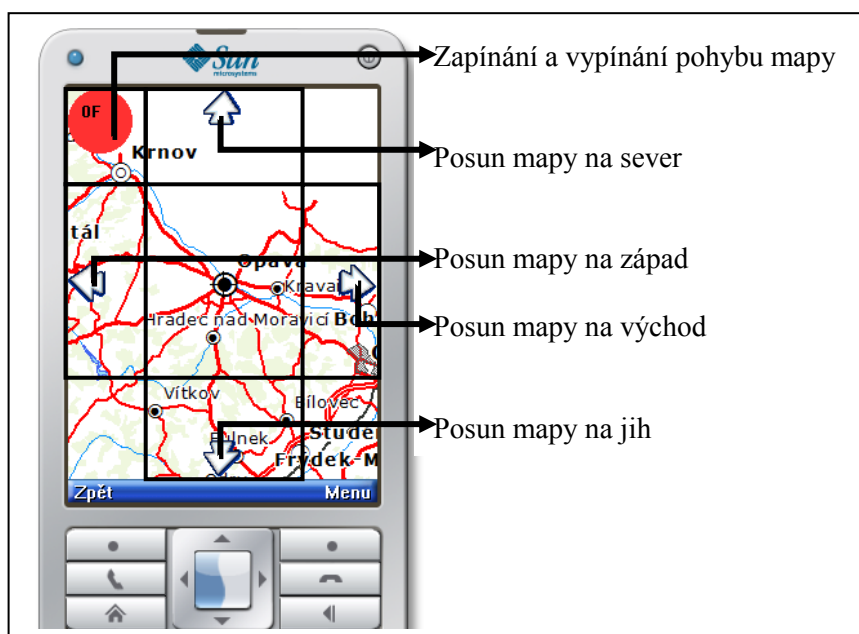 Sun
microsystems
Zapínání a vypínání pohybu mapy
OF
Krnov
Posun mapy na sever
tál
Opava
Posun mapy na západ
Kravař
Hradec nad Moravicí
Boh
Posun mapy na východ
Vítkov
Bílovec
Posun mapy na jih
Studé
Frýdek-M
Zpět
Menu